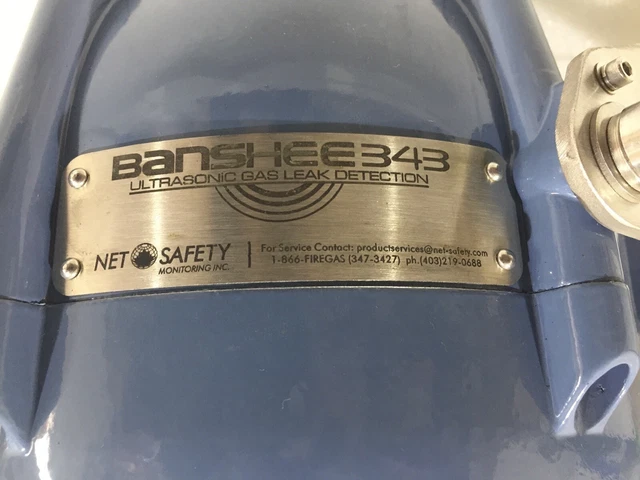 BANSHEE 343
ULTRASONIC GAS LEAK DETECTION
NET SAFETY
MONITORING INC.
For Service Contact: productservices@net-safety.com
1-866-FIREGAS (347-3427) ph.(403)219-0688